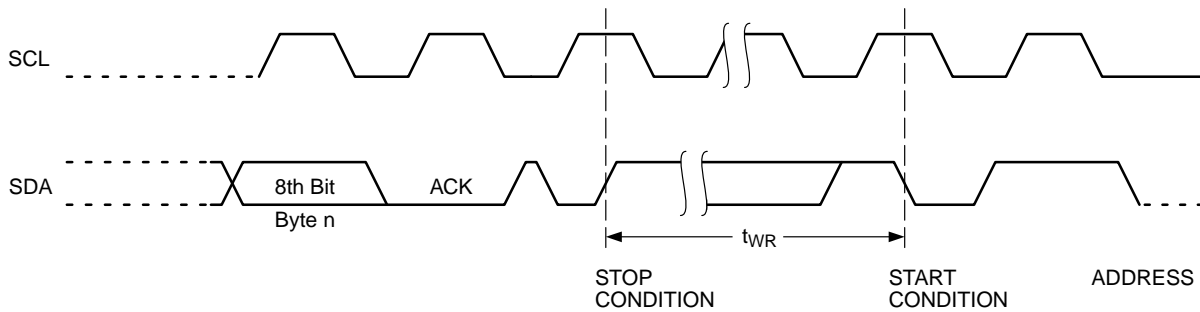 SCL
SDA
8th Bit
Byte n
ACK
tWR
STOP
CONDITION
START
CONDITION
ADDRESS